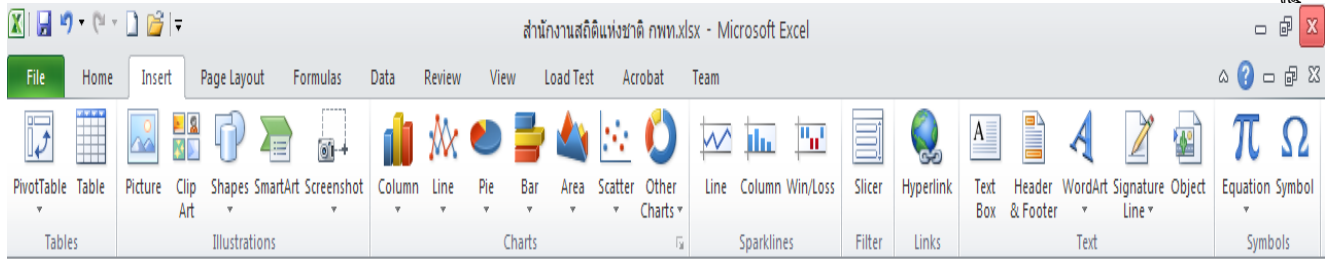 สำนักงานสถิติแห่งชาติ กพท.xlsx - Microsoft Excel
File Home Insert Page Layout Formulas Data Review View Load Test Acrobat Team
PivotTable Table Picture Clip Art Shapes SmartArt Screenshot Column Line Pie Bar Area Scatter Other Charts Line Column Win/Loss Slicer Hyperlink Text Box Header & Footer WordArt Signature Line Object Equation Symbol
Tables Illustrations Charts Sparklines Filter Links Text Symbols